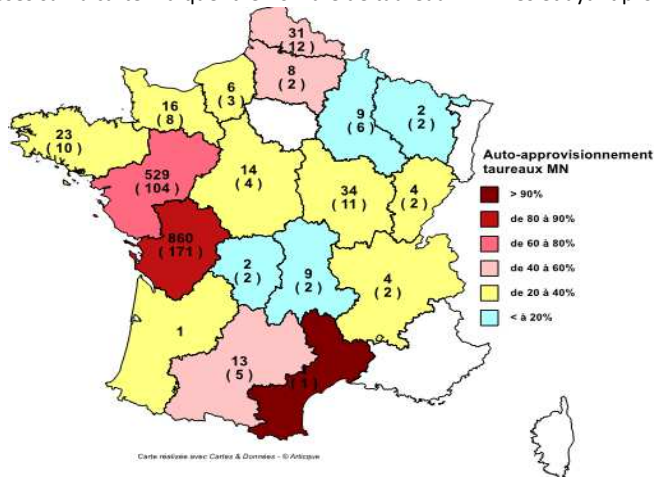 31
( 12 )
8
( 2 )
6
( 3 )
16
( 8 )
9
( 6 )
2
( 2 )
23
( 10 )
529
( 104 )
14
( 4 )
34
( 11 )
4
( 2 )
860
( 171 )
2
( 2 )
9
( 2 )
4
( 2 )
1
13
( 5 )
( 1 )
Auto-approvisionnement
taureaux MN
> 90%
de 80 à 90%
de 60 à 80%
de 40 à 60%
de 20 à 40%
< à 20%
Carte réalisée avec Cartes & Données - © Articque